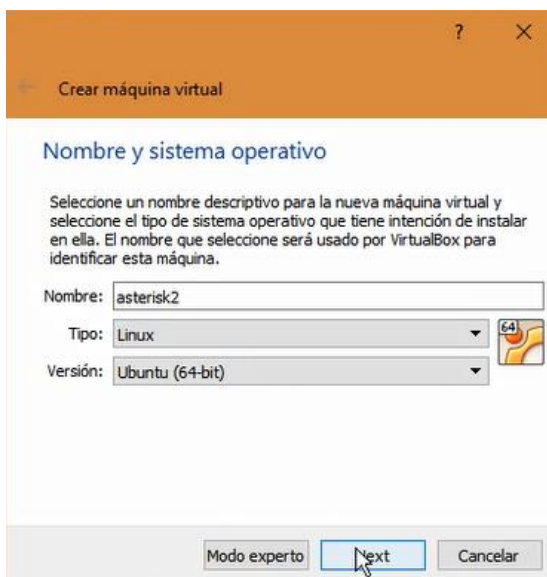 ?
Crear máquina virtual
Nombre y sistema operativo
Seleccione un nombre descriptivo para la nueva máquina virtual y
seleccione el tipo de sistema operativo que tiene intención de instalar
en ella. El nombre que seleccione será usado por VirtualBox para
identificar esta máquina.
Nombre: asterisk2
Tipo: Linux
64
Versión: Ubuntu (64-bit)
Modo experto Next Cancelar